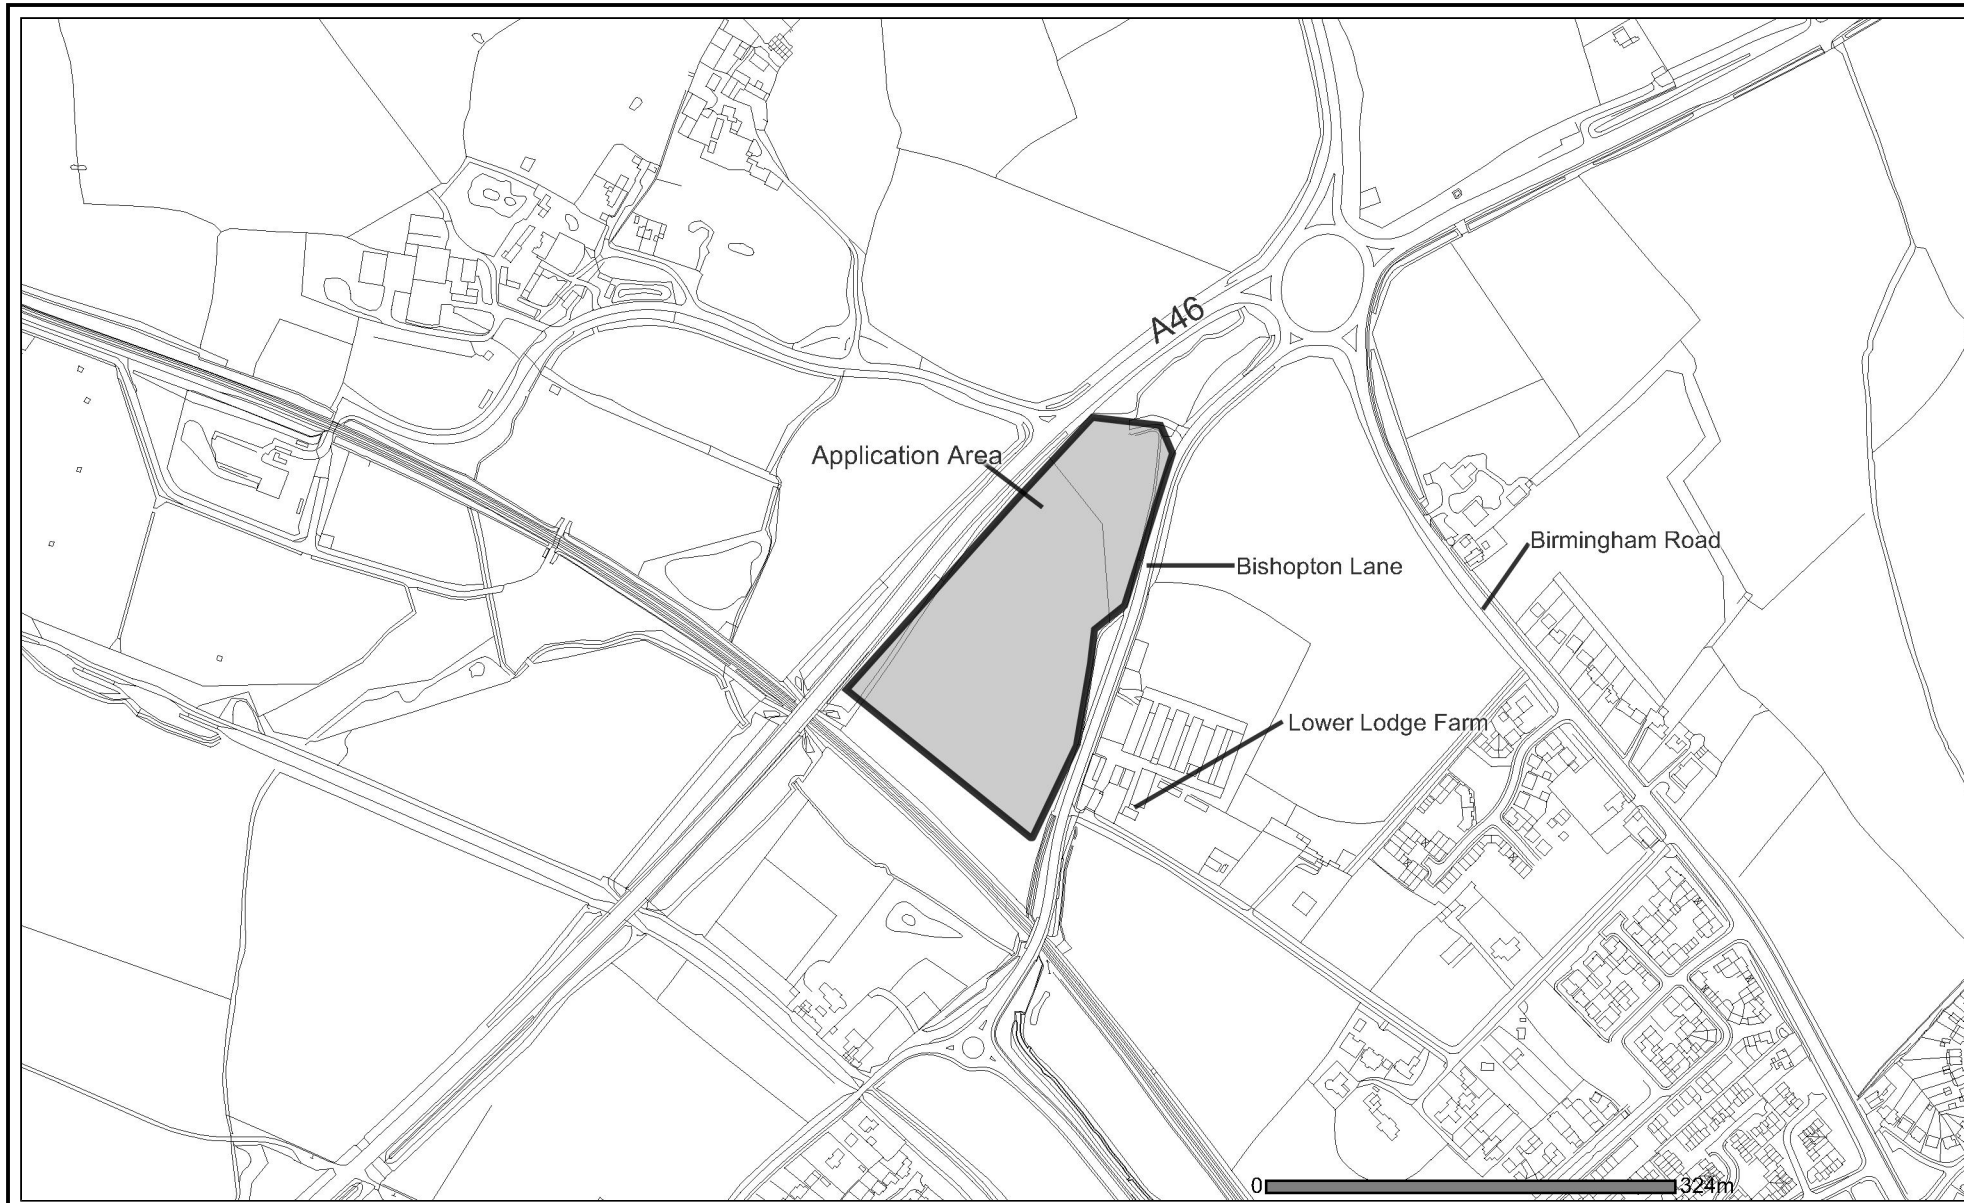 A46
Application Area
Birmingham Road
Bishopton Lane
Lower Lodge Farm
0 324m